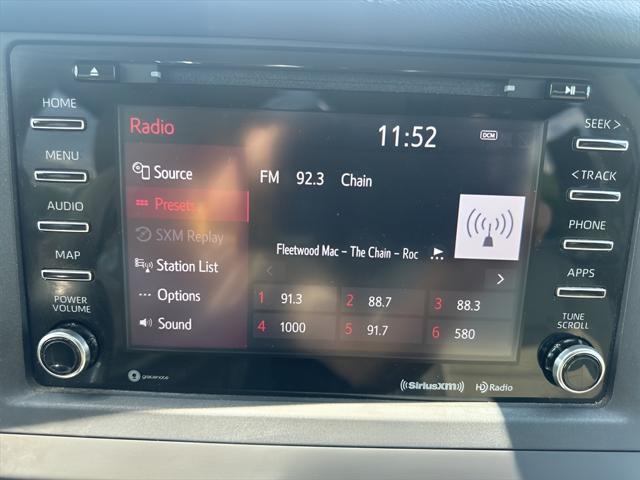 HOME
MENU
AUDIO
MAP
POWER
VOLUME
Radio
11:52
DCM
Source
Presets
SXM Replay
Station List
Options
Sound
FM 92.3 Chain
Fleetwood Mac - The Chain - Roc
1 91.3 2 88.7 3 88.3
4 1000 5 91.7 6 580
SEEK >
< TRACK
PHONE
APPS
TUNE
SCROLL
gracenote
((SiriusXM))
HD Radio